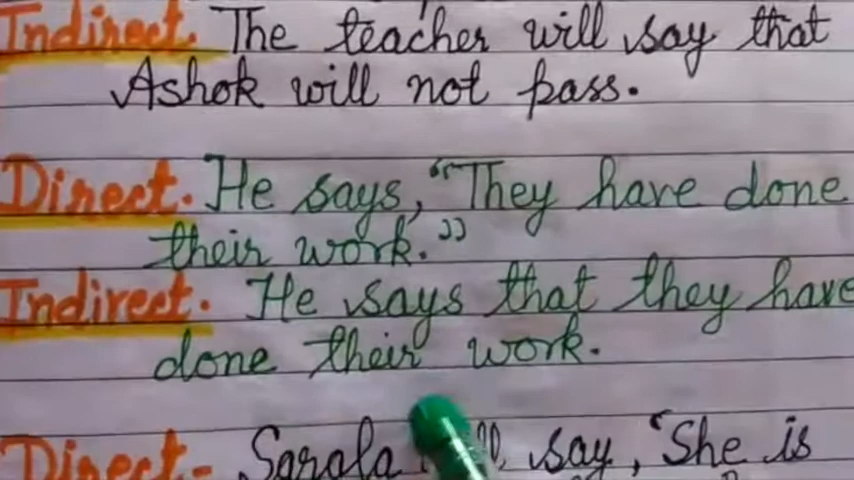 Indirect. The teacher will say that
Ashok will not pass.
Direct. He says, "They have done
their work."
Indirect. He says that they have
done their work.
Direct- Sarala say, "She is